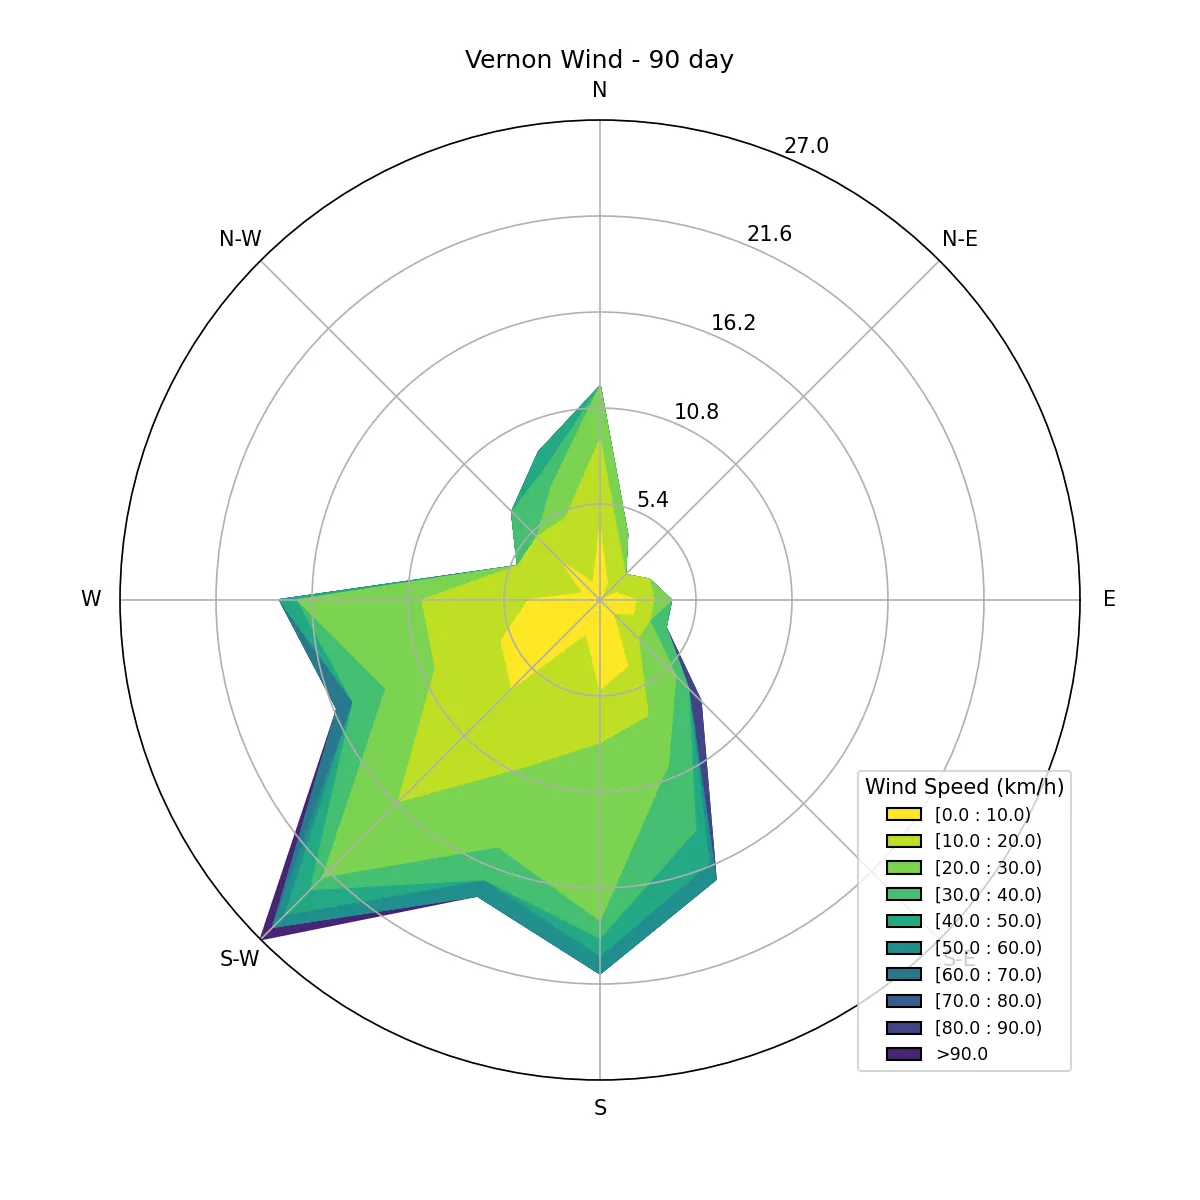 Vernon Wind - 90 day
N
27.0
N-W
21.6
N-E
16.2
10.8
5.4
W
E
Wind Speed (km/h)
[0.0 : 10.0)
[10.0 : 20.0)
[20.0 : 30.0)
[30.0 : 40.0)
[40.0 : 50.0)
[50.0 : 60.0)
[60.0 : 70.0)
[70.0 : 80.0)
[80.0 : 90.0)
>90.0
S-W
S-E
S